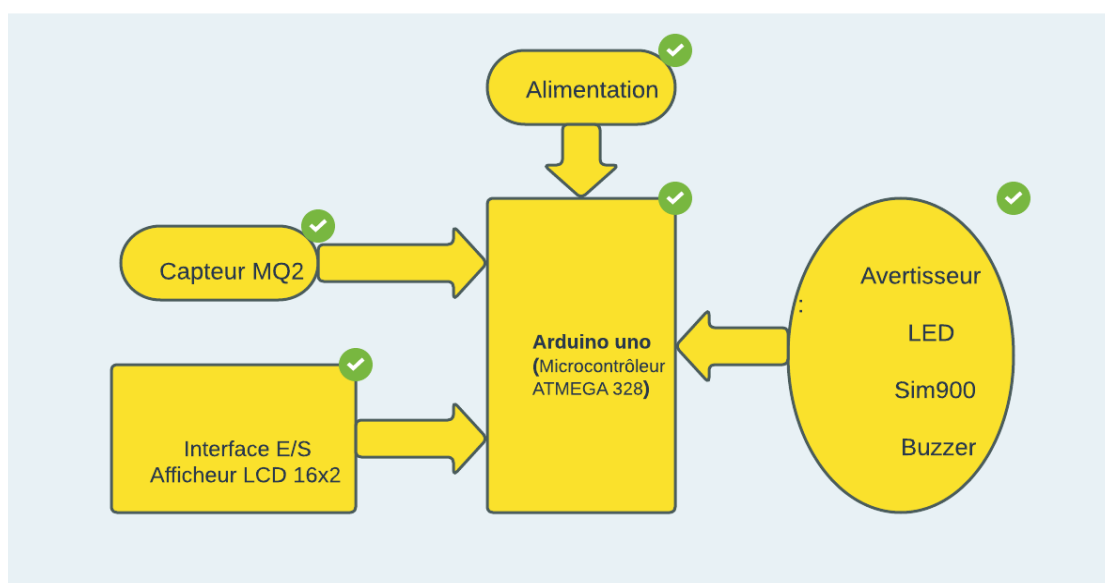 Alimentation
Capteur MQ2
Interface E/S
Afficheur LCD 16x2
Arduino uno
(Microcontrôleur
ATMEGA 328)
Avertisseur
:
LED
Sim900
Buzzer